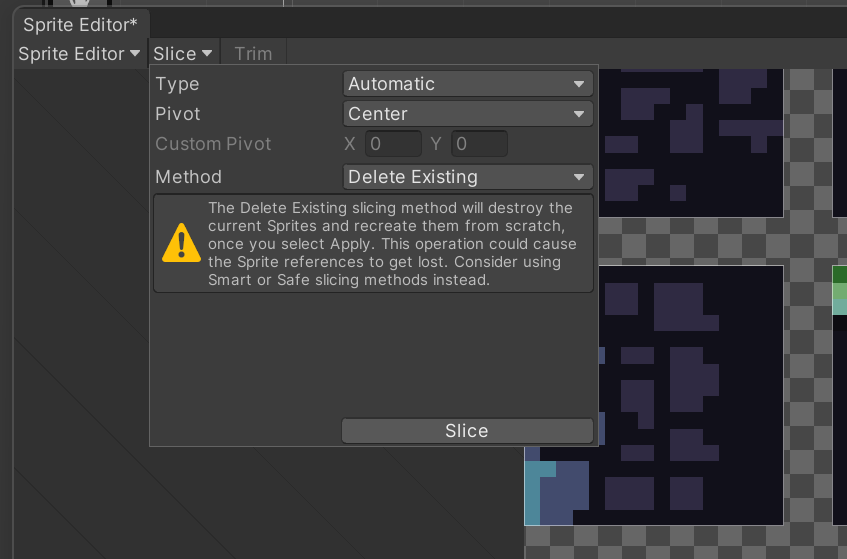 Sprite Editor*
Sprite Editor Slice Trim
Type Automatic
Pivot Center
Custom Pivot X 0 Y 0
Method Delete Existing
The Delete Existing slicing method will destroy the
current Sprites and recreate them from scratch,
once you select Apply. This operation could cause
the Sprite references to get lost. Consider using
Smart or Safe slicing methods instead.
Slice